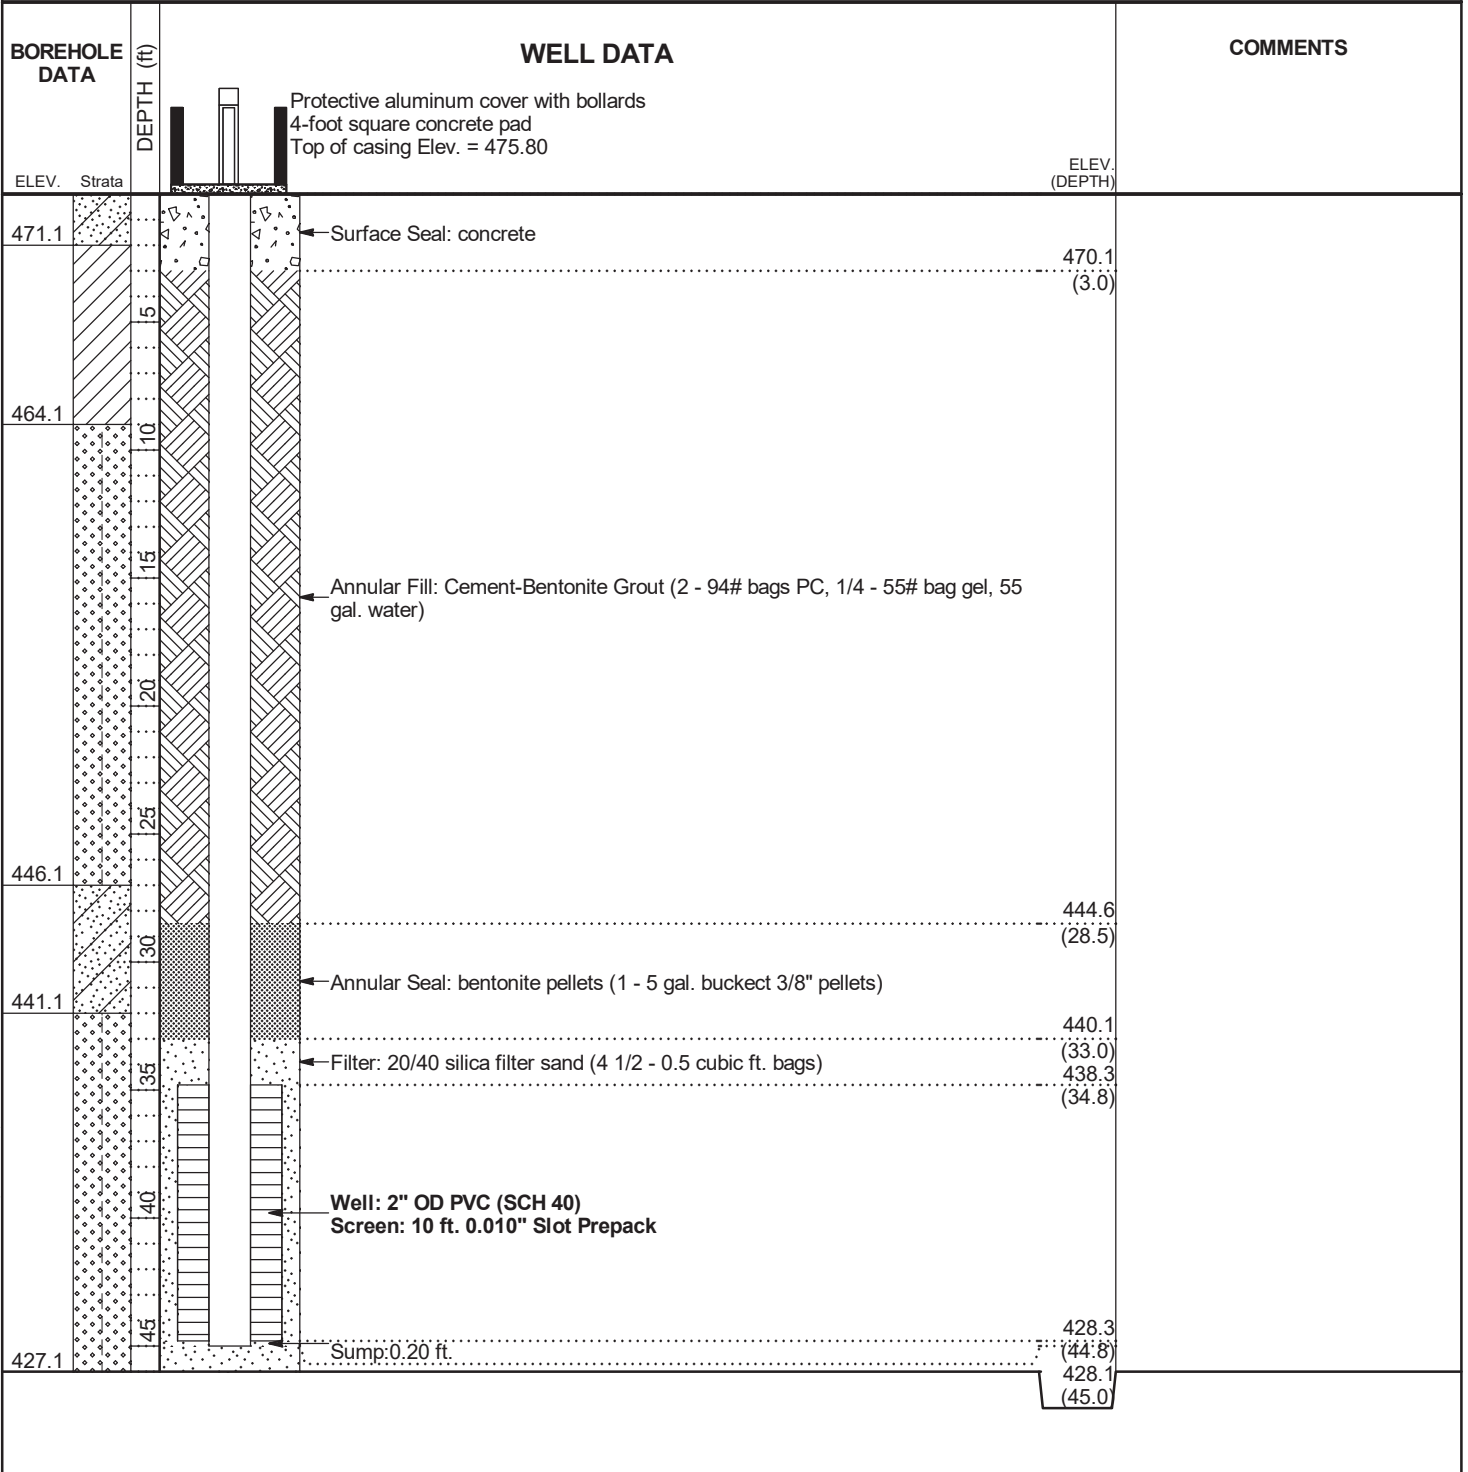 BOREHOLE
DATA
DEPTH (ft)
WELL DATA
COMMENTS
Protective aluminum cover with bollards
4-foot square concrete pad
Top of casing Elev. = 475.80
ELEV.
(DEPTH)
ELEV. Strata
471.1
Surface Seal: concrete
470.1
(3.0)
5
464.1
10
15
Annular Fill: Cement-Bentonite Grout (2 - 94# bags PC, 1/4 - 55# bag gel, 55
gal. water)
20
25
446.1
444.6
(28.5)
30
Annular Seal: bentonite pellets (1 - 5 gal. buckect 3/8" pellets)
441.1
440.1
(33.0)
Filter: 20/40 silica filter sand (4 1/2 - 0.5 cubic ft. bags)
438.3
(34.8)
35
40
Well: 2" OD PVC (SCH 40)
Screen: 10 ft. 0.010" Slot Prepack
45
428.3
(44.8)
Sump:0.20 ft.
427.1
428.1
(45.0)